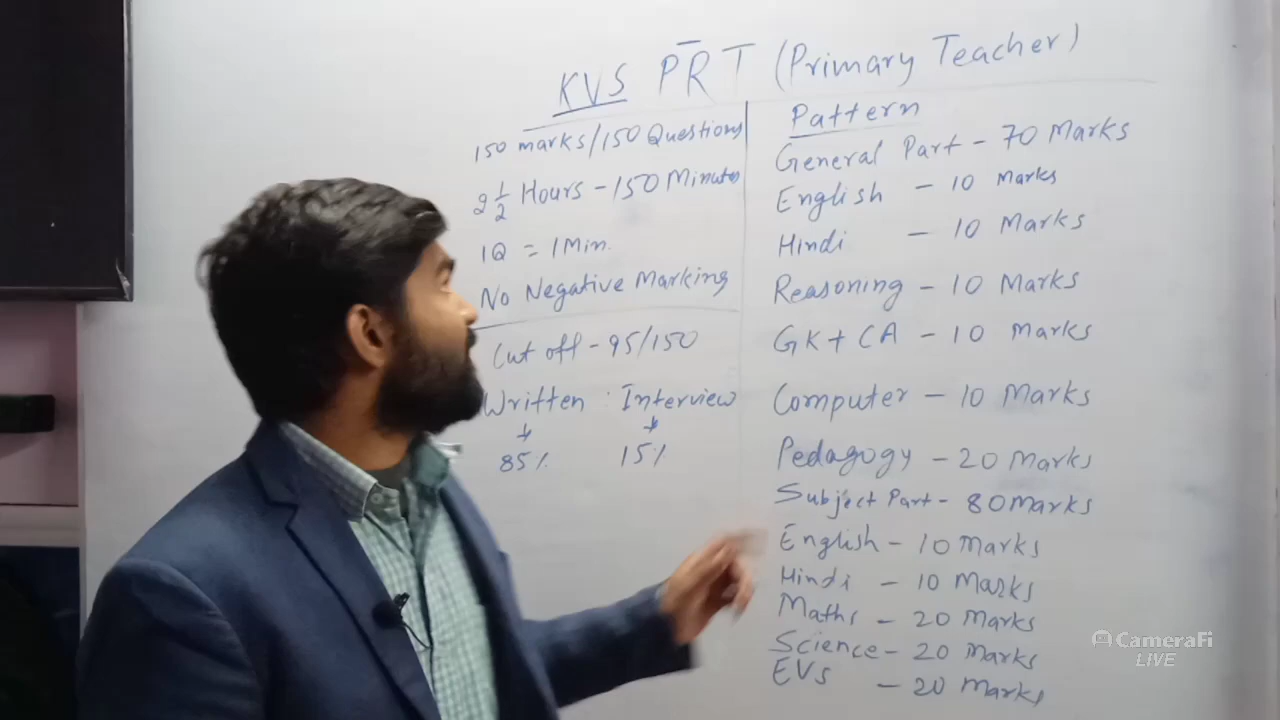 KVS PRT (Primary Teacher)
150 marks/150 Questions
2 1/2 Hours - 150 Minutes
1Q = 1 Min.
No Negative Marking
Cut off - 95/150
Written : Interview
↓ ↓
85% 15%
Pattern
General Part - 70 Marks
English - 10 Marks
Hindi - 10 Marks
Reasoning - 10 Marks
GK + CA - 10 Marks
Computer - 10 Marks
Pedagogy - 20 Marks
Subject Part - 80 Marks
English - 10 Marks
Hindi - 10 Marks
Maths - 20 Marks
Science - 20 Marks
EVS - 20 Marks
CameraFi
LIVE